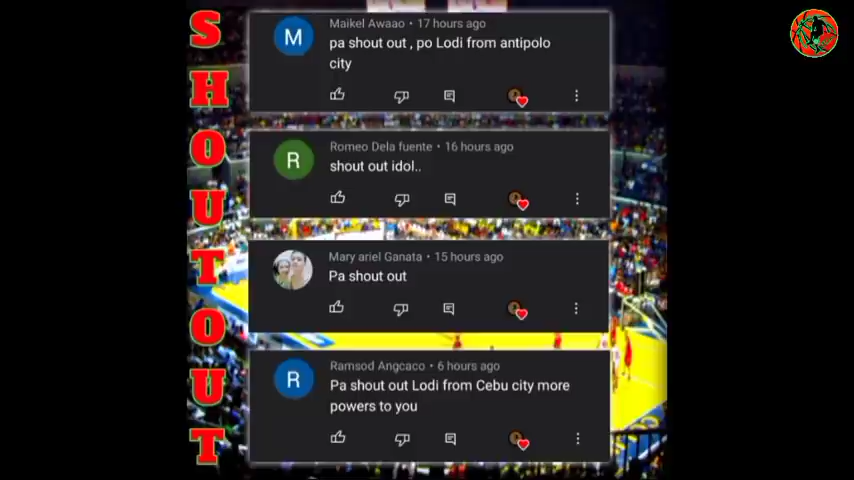 SHOUTOUT
Maikel Awaao • 17 hours ago
pa shout out , po Lodi from antipolo
city
M
Romeo Dela fuente • 16 hours ago
shout out idol..
R
Mary ariel Ganata • 15 hours ago
Pa shout out
Ramsod Angcaco • 6 hours ago
Pa shout out Lodi from Cebu city more
powers to you
R